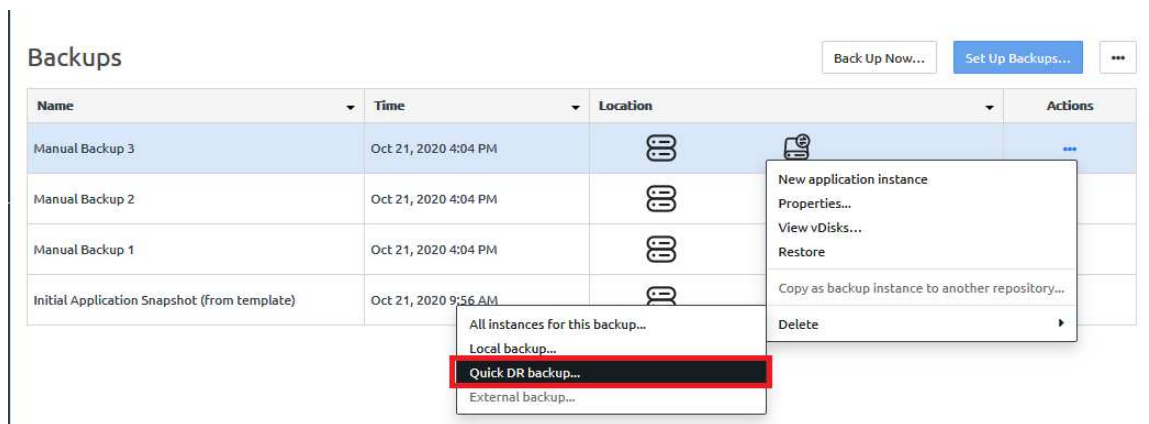 Backups
Back Up Now...
Set Up Backups...
•••
Name
Time
Location
Actions
Manual Backup 3
Oct 21, 2020 4:04 PM
•••
Manual Backup 2
Oct 21, 2020 4:04 PM
Manual Backup 1
Oct 21, 2020 4:04 PM
Initial Application Snapshot (from template)
Oct 21, 2020 9:56 AM
New application instance
Properties...
View vDisks...
Restore
Copy as backup instance to another repository...
Delete
All instances for this backup...
Local backup...
Quick DR backup...
External backup...